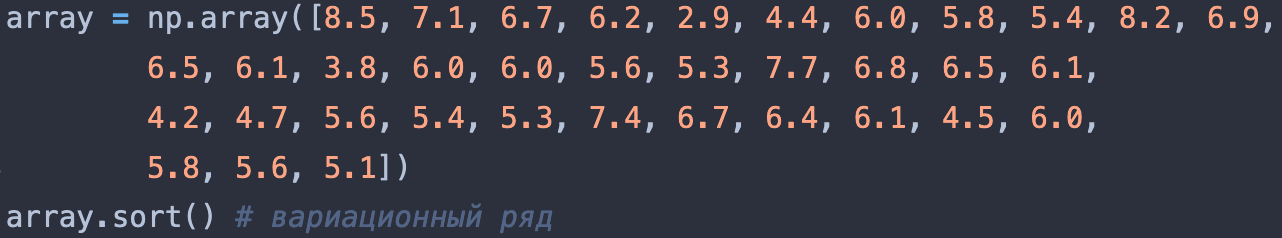 array = np.array([8.5, 7.1, 6.7, 6.2, 2.9, 4.4, 6.0, 5.8, 5.4, 8.2, 6.9,
6.5, 6.1, 3.8, 6.0, 6.0, 5.6, 5.3, 7.7, 6.8, 6.5, 6.1,
4.2, 4.7, 5.6, 5.4, 5.3, 7.4, 6.7, 6.4, 6.1, 4.5, 6.0,
5.8, 5.6, 5.1])
array.sort() # вариационный ряд